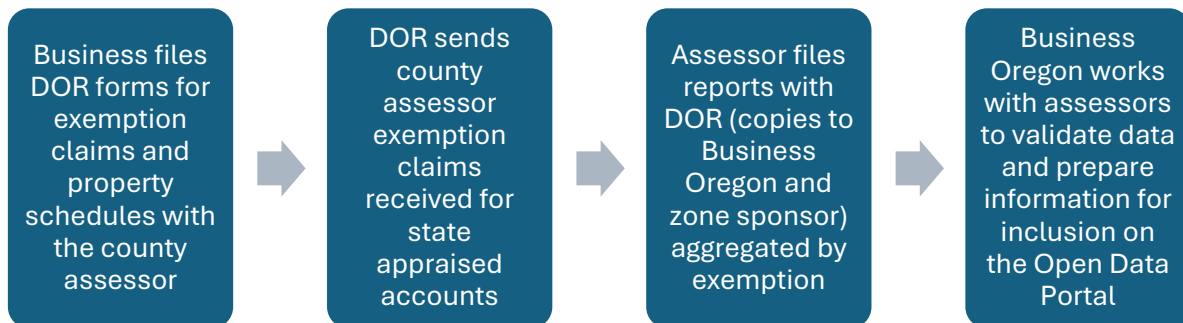 Business files
DOR forms for
exemption
claims and
property
schedules with
the county
assessor
DOR sends
county
assessor
exemption
claims
received for
state
appraised
accounts
Assessor files
reports with
DOR (copies to
Business
Oregon and
zone sponsor)
aggregated by
exemption
Business
Oregon works
with assessors
to validate data
and prepare
information for
inclusion on
the Open Data
Portal